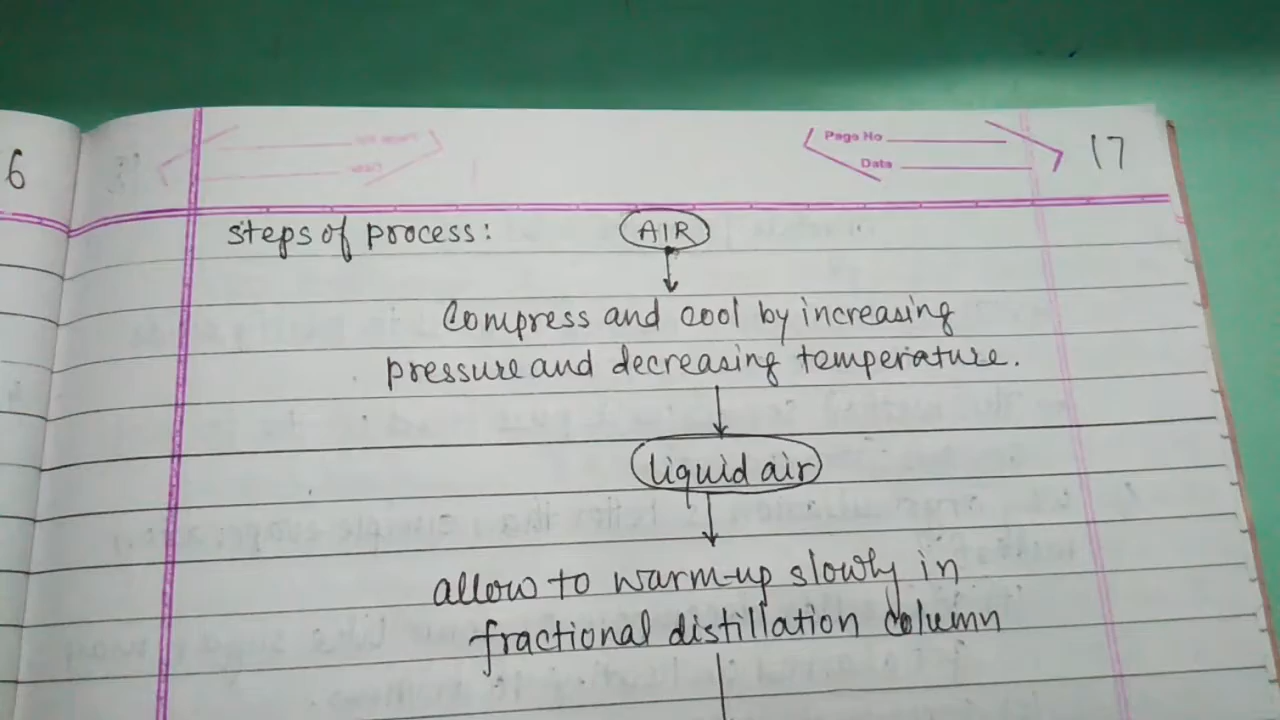 6
Page No
Date
17
steps of process:
AIR
Compress and cool by increasing
pressure and decreasing temperature.
liquid air
allow to warm-up slowly in
fractional distillation column